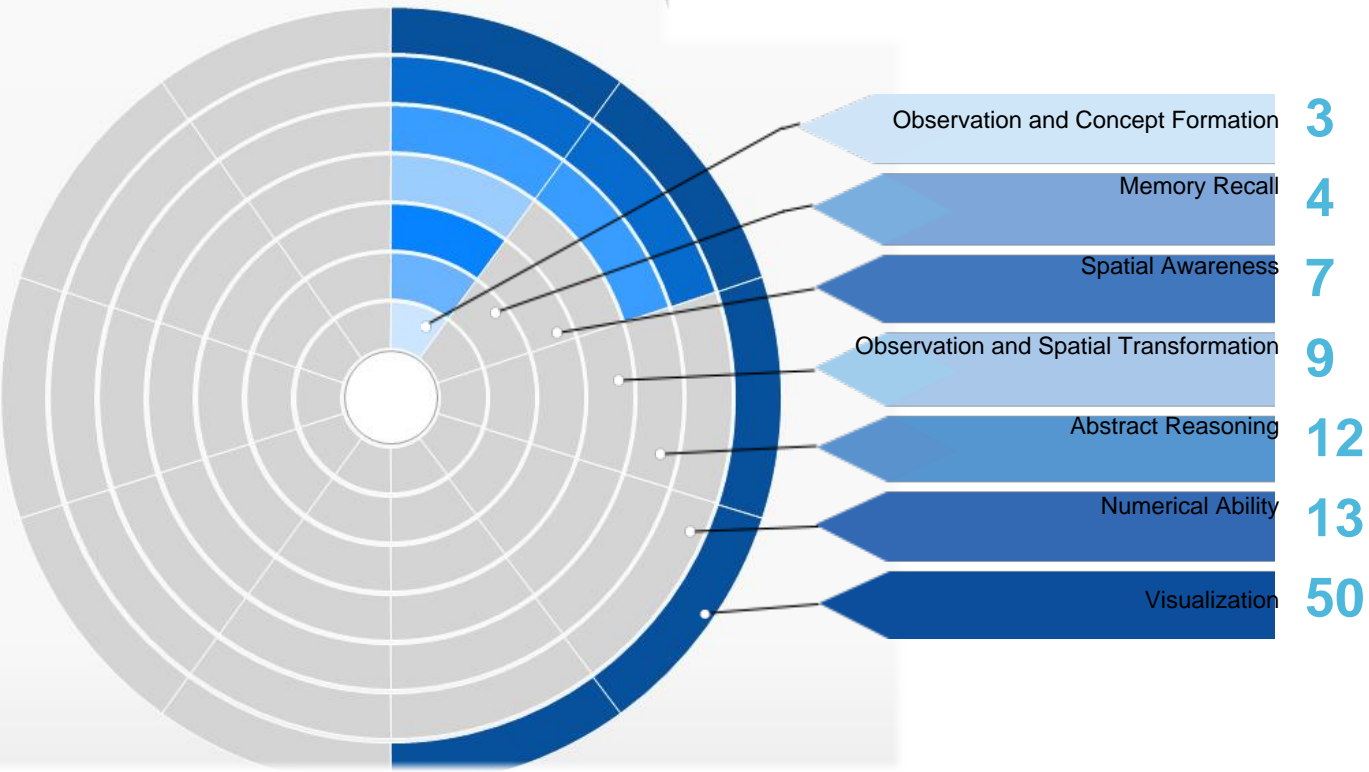 Observation and Concept Formation 3
Memory Recall 4
Spatial Awareness 7
Observation and Spatial Transformation 9
Abstract Reasoning 12
Numerical Ability 13
Visualization 50